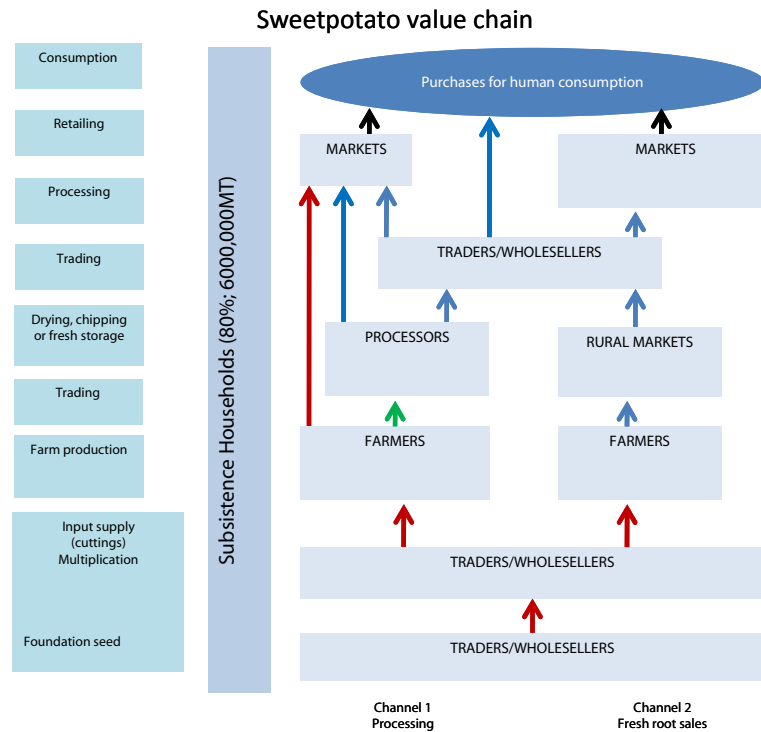 Sweetpotato value chain
Consumption
Retailing
Processing
Trading
Drying, chipping
or fresh storage
Trading
Farm production
Input supply
(cuttings)
Multiplication
Foundation seed
Subsistence Households (80%; 6000,000MT)
Purchases for human consumption
MARKETS
MARKETS
TRADERS/WHOLESELLERS
PROCESSORS
RURAL MARKETS
FARMERS
FARMERS
TRADERS/WHOLESELLERS
TRADERS/WHOLESELLERS
Channel 1
Processing
Channel 2
Fresh root sales